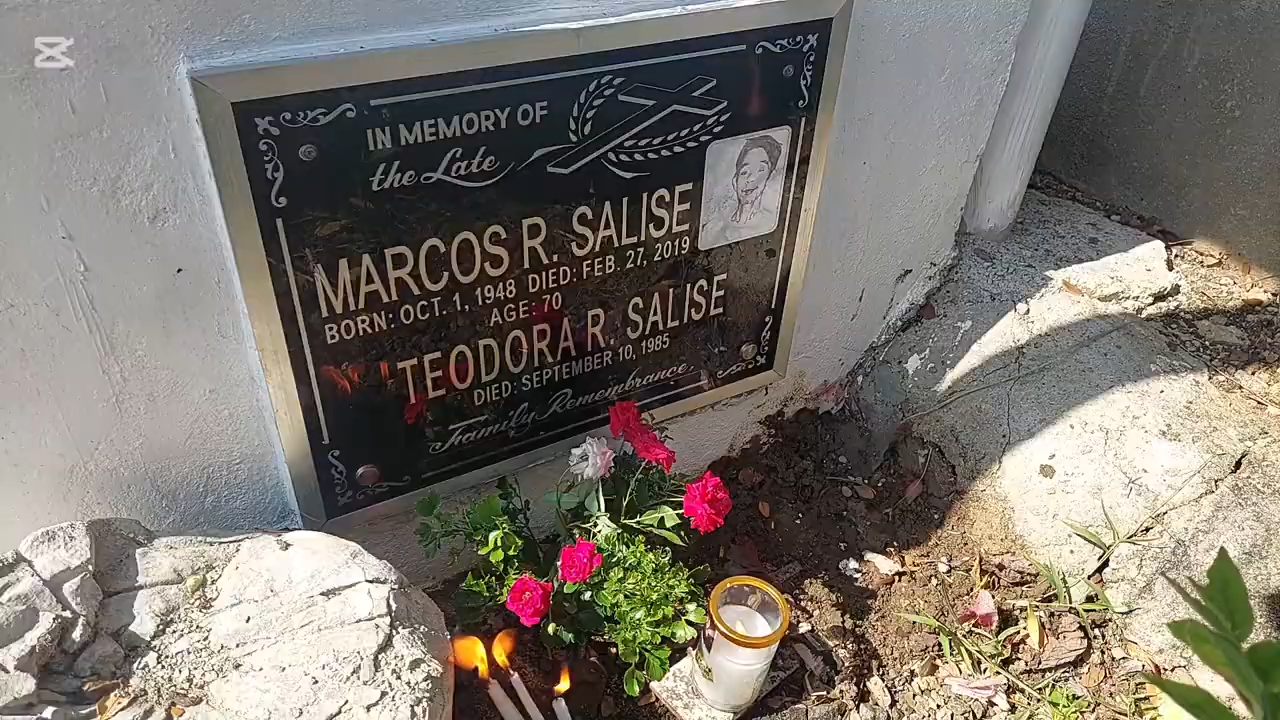 IN MEMORY OF
the Late
MARCOS R. SALISE
BORN: OCT. 1, 1948 DIED: FEB. 27, 2019
AGE: 70
TEODORA R. SALISE
DIED: SEPTEMBER 10, 1985
Family Remembrance,